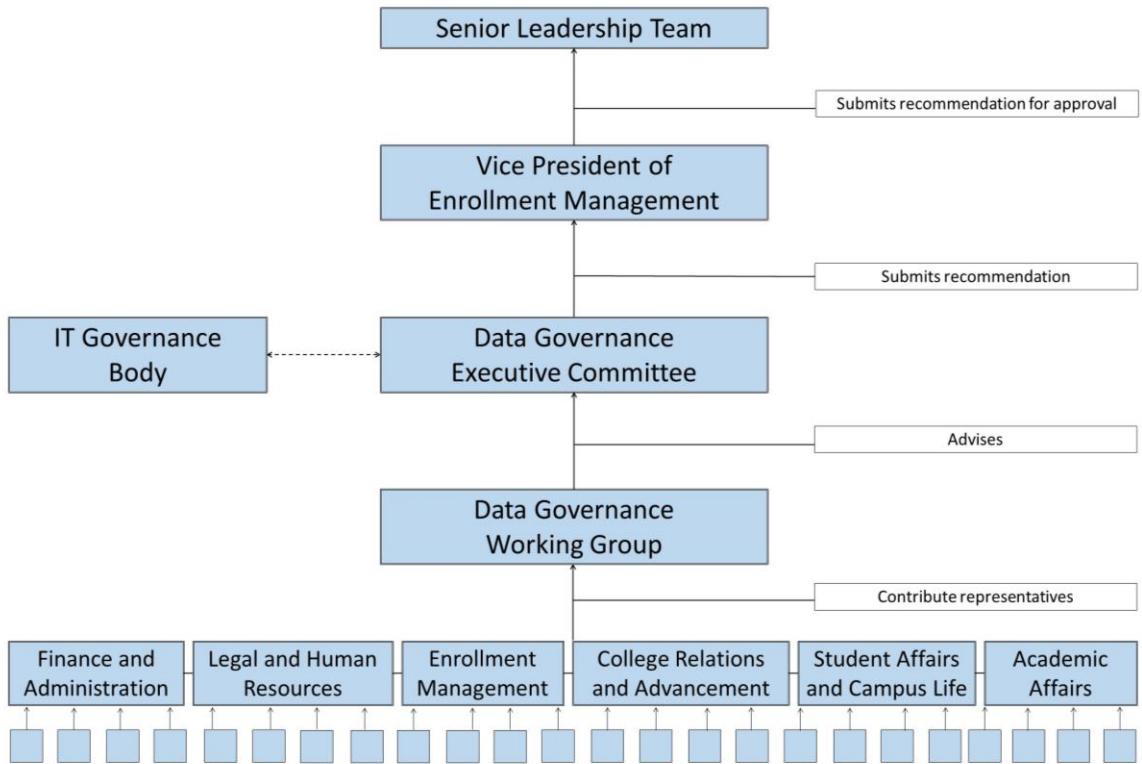 Senior Leadership Team
Submits recommendation for approval
Vice President of
Enrollment Management
Submits recommendation
IT Governance
Body
Data Governance
Executive Committee
Advises
Data Governance
Working Group
Contribute representatives
Finance and
Administration
Legal and Human
Resources
Enrollment
Management
College Relations
and Advancement
Student Affairs
and Campus Life
Academic
Affairs